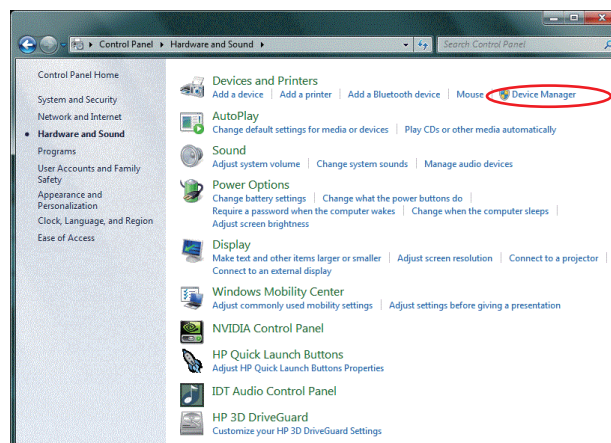 Control Panel ▸ Hardware and Sound ▸
Search Control Panel
Control Panel Home
System and Security
Network and Internet
Hardware and Sound
Programs
User Accounts and Family
Safety
Appearance and
Personalization
Clock, Language, and Region
Ease of Access
Devices and Printers
Add a device | Add a printer | Add a Bluetooth device | Mouse | Device Manager
AutoPlay
Change default settings for media or devices | Play CDs or other media automatically
Sound
Adjust system volume | Change system sounds | Manage audio devices
Power Options
Change battery settings | Change what the power buttons do |
Require a password when the computer wakes | Change when the computer sleeps |
Adjust screen brightness
Display
Make text and other items larger or smaller | Adjust screen resolution | Connect to a projector |
Connect to an external display
Windows Mobility Center
Adjust commonly used mobility settings | Adjust settings before giving a presentation
NVIDIA Control Panel
HP Quick Launch Buttons
Adjust HP Quick Launch Buttons Properties
IDT Audio Control Panel
HP 3D DriveGuard
Customize your HP 3D DriveGuard Settings